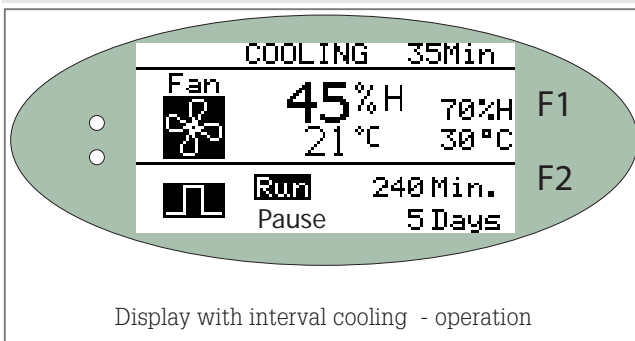 COOLING 35Min
Fan 45%H 70%H F1
21°C 30°C
Run 240 Min. F2
Pause 5 Days
Display with interval cooling - operation